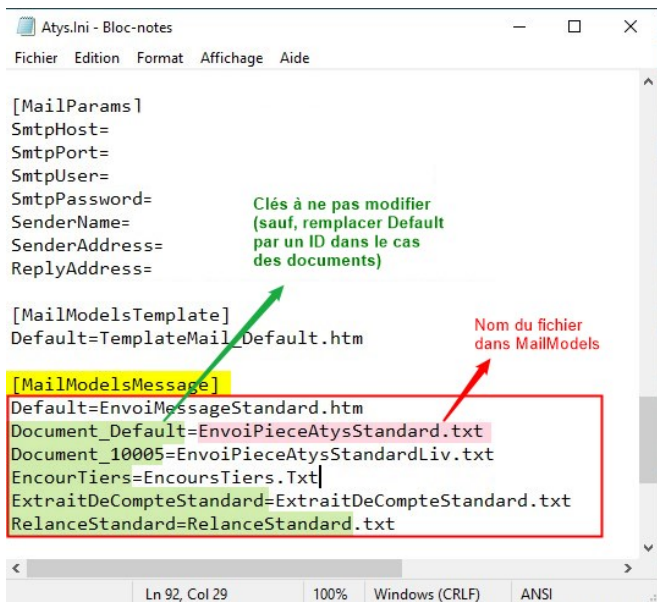 Atys.Ini - Bloc-notes
Fichier Edition Format Affichage Aide
[MailParams]
SmtpHost=
SmtpPort=
SmtpUser=
SmtpPassword=
SenderName=
SenderAddress=
ReplyAddress=
Clés à ne pas modifier
(sauf, remplacer Default
par un ID dans le cas
des documents)
[MailModelsTemplate]
Default=TemplateMail_Default.htm
Nom du fichier
dans MailModels
[MailModelsMessage]
Default=EnvoiMessageStandard.htm
Document_Default=EnvoiPieceAtysStandard.txt
Document_10005=EnvoiPieceAtysStandardLiv.txt
EncourTiers=EncoursTiers.Txt
ExtraitDeCompteStandard=ExtraitDeCompteStandard.txt
RelanceStandard=RelanceStandard.txt
Ln 92, Col 29 100% Windows (CRLF) ANSI